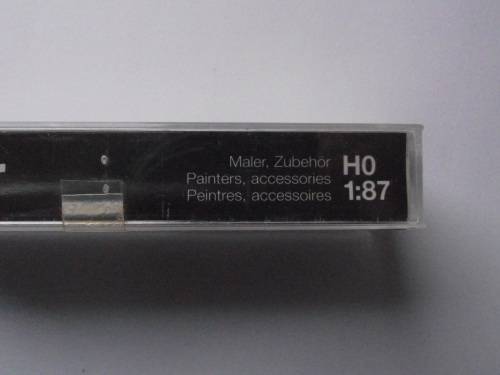 Maler, Zubehör
Painters, accessories
Peintres, accessoires
H0
1:87